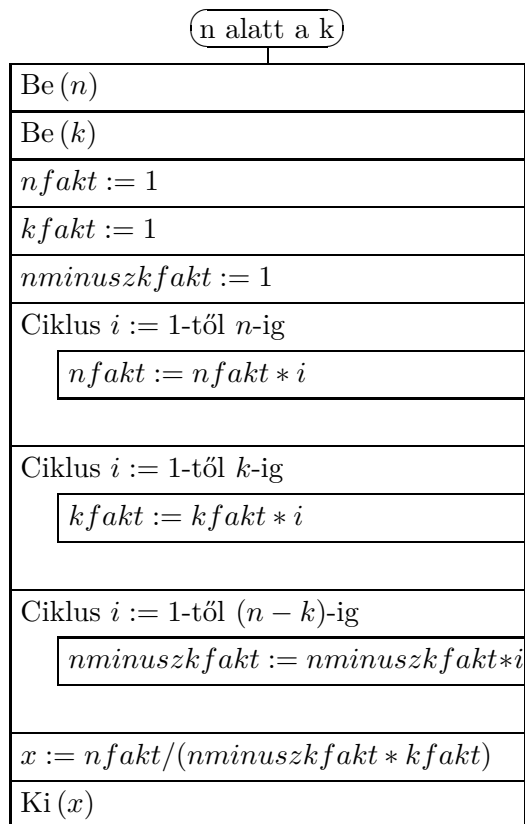 n alatt a k
Be (n)
Be (k)
nfakt := 1
kfakt := 1
nminuszkfakt := 1
Ciklus i := 1-től n-ig
nfakt := nfakt ∗ i
Ciklus i := 1-től k-ig
kfakt := kfakt ∗ i
Ciklus i := 1-től (n − k)-ig
nminuszkfakt := nminuszkfakt∗i
x := nfakt/(nminuszkfakt ∗ kfakt)
Ki (x)